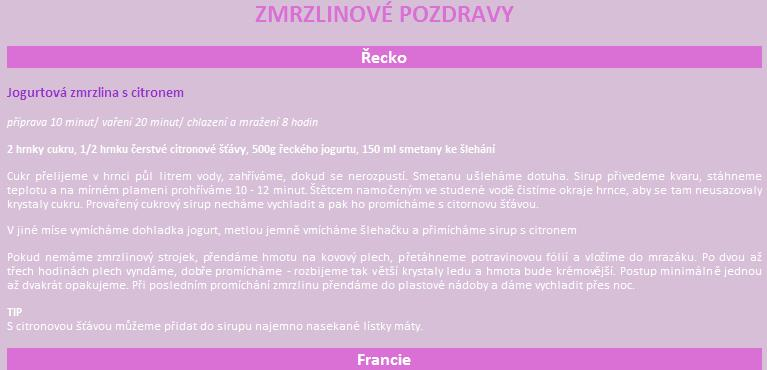 ZMRZLINOVÉ POZDRAVY
Řecko
Jogurtová zmrzlina s citronem
příprava 10 minut/ vaření 20 minut/ chlazení a mražení 8 hodin
2 hrnky cukru, 1/2 hrnku čerstvé citronové šťávy, 500g řeckého jogurtu, 150 ml smetany ke šlehání
Cukr přelijeme v hrnci půl litrem vody, zahříváme, dokud se nerozpustí. Smetanu ušleháme dotuha. Sirup přivedeme kvaru, stáhneme
teplotu a na mírném plameni prohříváme 10 - 12 minut. Štětcem namočeným ve studené vodě čistíme okraje hrnce, aby se tam neusazovaly
krystaly cukru. Provařený cukrový sirup necháme vychladit a pak ho promícháme s citornovu šťávou.
V jiné míse vymícháme dohladka jogurt, metlou jemně vmícháme šlehačku a přimícháme sirup s citronem
Pokud nemáme zmrzlinový strojek, přendáme hmotu na kovový plech, přetáhneme potravinovou fólií a vložíme do mrazáku. Po dvou až
třech hodinách plech vyndáme, dobře promícháme - rozbijeme tak větší krystaly ledu a hmota bude krémovější. Postup minimálně jednou
až dvakrát opakujeme. Při posledním promíchání zmrzlinu přendáme do plastové nádoby a dáme vychladit přes noc.
TIP
S citronovou šťávou můžeme přidat do sirupu najemno nasekané lístky máty.
Francie